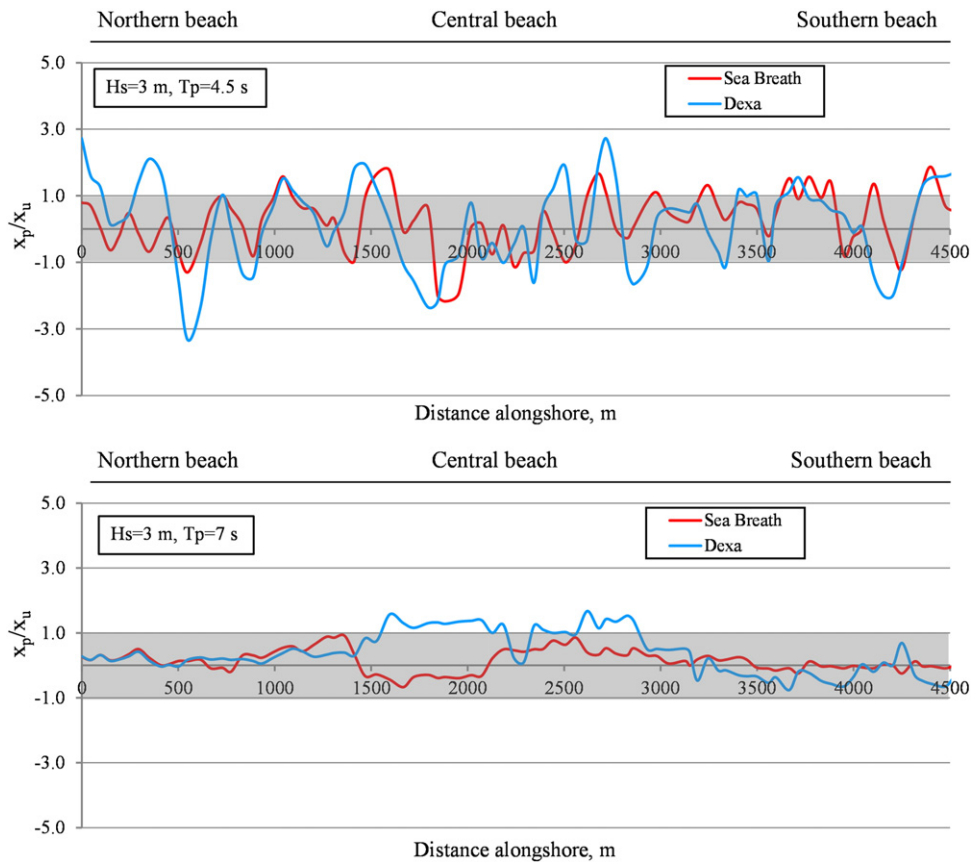 Northern beach Central beach Southern beach
5.0
Hs=3 m, Tp=4.5 s
Sea Breath
Dexa
3.0
1.0
xp/xu
0 500 1000 1500 2000 2500 3000 3500 4000 4500
-1.0
-3.0
-5.0
Distance alongshore, m
Northern beach Central beach Southern beach
5.0
Hs=3 m, Tp=7 s
Sea Breath
Dexa
3.0
1.0
xp/xu
0 500 1000 1500 2000 2500 3000 3500 4000 4500
-1.0
-3.0
-5.0
Distance alongshore, m